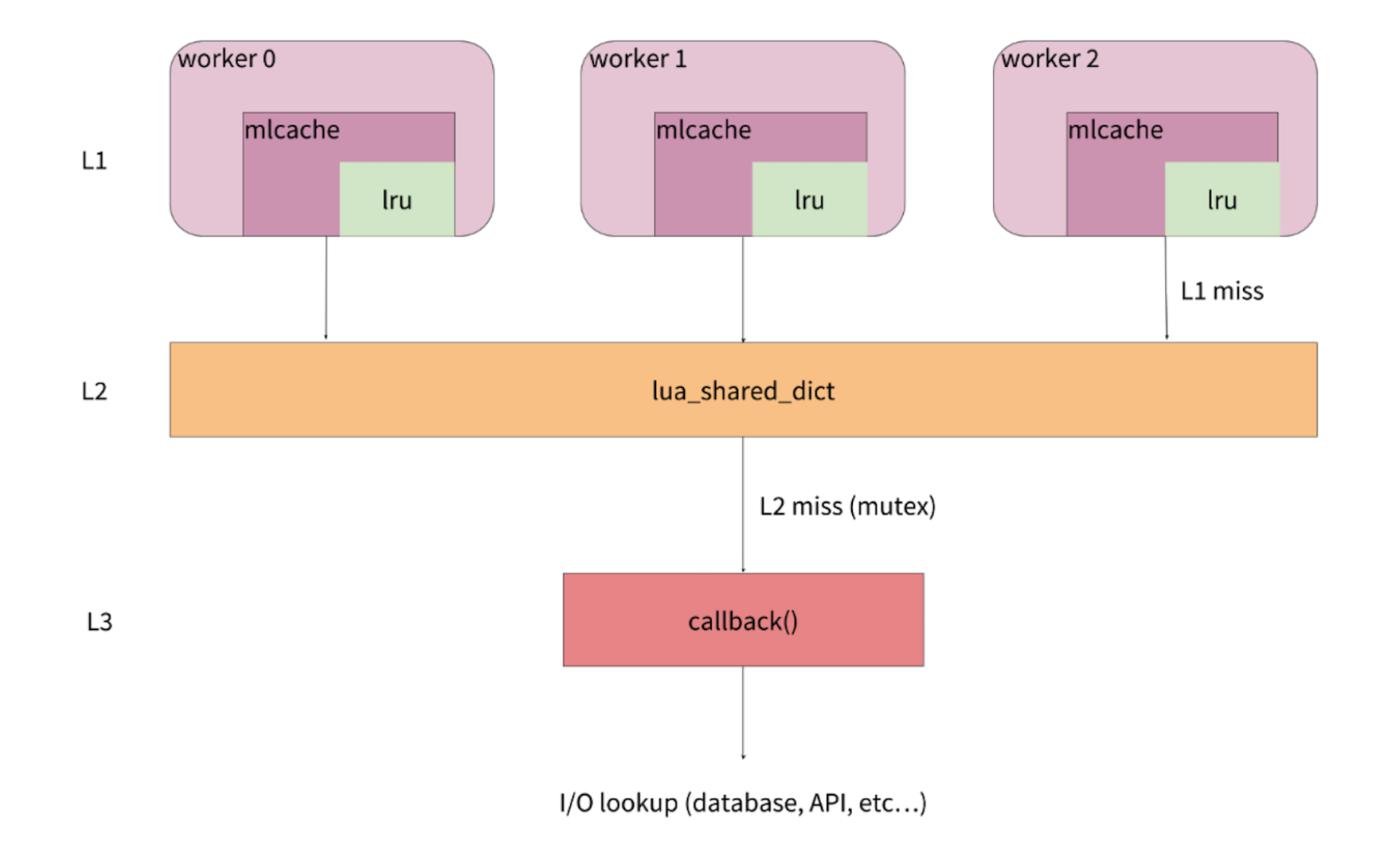 worker 0
worker 1
worker 2
mlcache
mlcache
mlcache
L1
lru
lru
lru
L1 miss
L2
lua_shared_dict
L2 miss (mutex)
L3
callback()
I/O lookup (database, API, etc…)